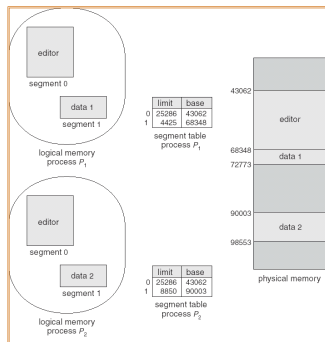 editor
segment 0
data 1
segment 1
logical memory
process P1
limit base
0 25286 43062
1 4425 68348
segment table
process P1
editor
segment 0
data 2
segment 1
logical memory
process P2
limit base
0 25286 43062
1 8850 90003
segment table
process P2
43062
editor
68348
data 1
72773
90003
data 2
98553
physical memory